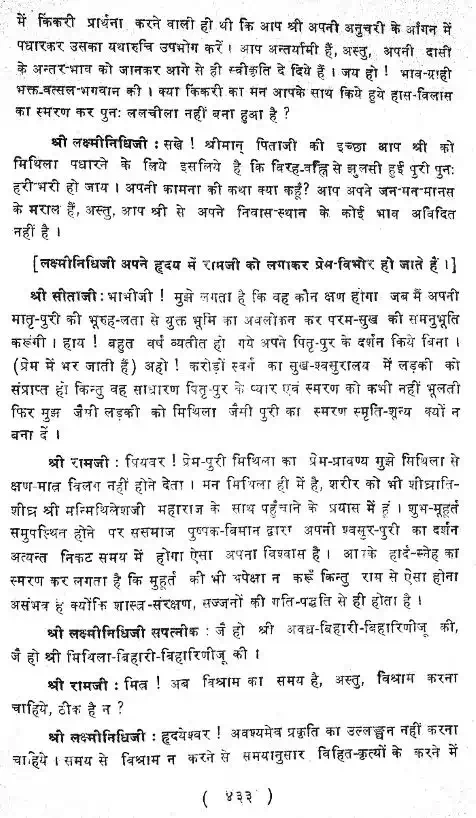 में किंकरी प्रार्थना करने वाली ही थी कि आप श्री अपनी अनुचरी के आँगन में
पधारकर उसका यथारुचि उपभोग करें । आप अन्तर्यामी हैं, अस्तु, अपनी दासी
के अन्तर-भाव को जानकर आगे से ही स्वीकृति दे दिये हैं । जय हो ! भाव-ग्राही
भक्त-वत्सल-भगवान की । क्या किंकरी का मन आपके साथ किये हुये हास-विलास
का स्मरण कर पुनः ललचीला नहीं बना हुआ है ?
श्री लक्ष्मीनिधिजी : सखे ! श्रीमान् पिताजी की इच्छा आप श्री को
मिथिला पधारने के लिये इसलिये है कि विरह-वह्नि से झुलसी हुई पुरी पुनः
हरी-भरी हो जाय । अपनी कामना की कथा क्या कहूँ? आप अपने जन-मन-मानस
के मराल हैं, अस्तु, आप श्री से अपने निवास-स्थान के कोई भाव अविदित
नहीं है ।
[लक्ष्मीनिधिजी अपने हृदय में रामजी को लगाकर प्रेम-विभोर हो जाते हैं ।]
श्री सीताजी : भाभीजी ! मुझे लगता है कि वह कौन क्षण होगा जब मैं अपनी
मातृ-पुरी की भूरुह-लता से युक्त भूमि का अवलोकन कर परम-सुख की समनुभूति
करूंगी । हाय ! बहुत वर्ष व्यतीत हो गये अपने पितृ-पुर के दर्शन किये बिना ।
(प्रेम में भर जाती हैं) अहो ! करोड़ों स्वर्ग का सुख-श्वसुरालय में लड़की को
संप्राप्त हो किन्तु वह साधारण पितृ-पुर के प्यार एवं स्मरण को कभी नहीं भूलती
फिर मुझ जैसी लड़की को मिथिला जैसी पुरी का स्मरण स्मृति-शून्य क्यों न
बना दें ।
श्री रामजी : प्रियवर ! प्रेम-पुरी मिथिला का प्रेम-प्रावण्य मुझे मिथिला से
क्षण-मात्र विलग नहीं होने देता । मन मिथिला ही में है, शरीर को भी शीघ्राति-
शीघ्र श्री मन्मिथिलेशजी महाराज के साथ पहुँचाने के प्रयास में हूं । शुभ-मुहूर्त
समुपस्थित होने पर ससमाज पुष्पक-विमान द्वारा अपनी श्वसुर-पुरी का दर्शन
अत्यन्त निकट समय में होगा ऐसा अपना विश्वास है । आपके हार्द-स्नेह का
स्मरण कर लगता है कि मुहूर्त की भी अपेक्षा न करूँ किन्तु राय से ऐसा होना
असंभव है क्योंकि शास्त्र-संरक्षण, सज्जनों की गति-पद्धति से ही होता है ।
श्री लक्ष्मीनिधिजी सपत्नीक : जै हो श्री अवध-बिहारी-बिहारिणीजू की,
जै हो श्री मिथिला-बिहारी-बिहारिणीजू की ।
श्री रामजी : मित्र ! अब विश्राम का समय है, अस्तु, विश्राम करना
चाहिये, ठीक है न ?
श्री लक्ष्मीनिधिजी : हृदयेश्वर ! अवश्यमेव प्रकृति का उल्लङ्घन नहीं करना
चाहिये । समय से विश्राम न करने से समयानुसार विहित-कृत्यों के करने में
( ४३३ )